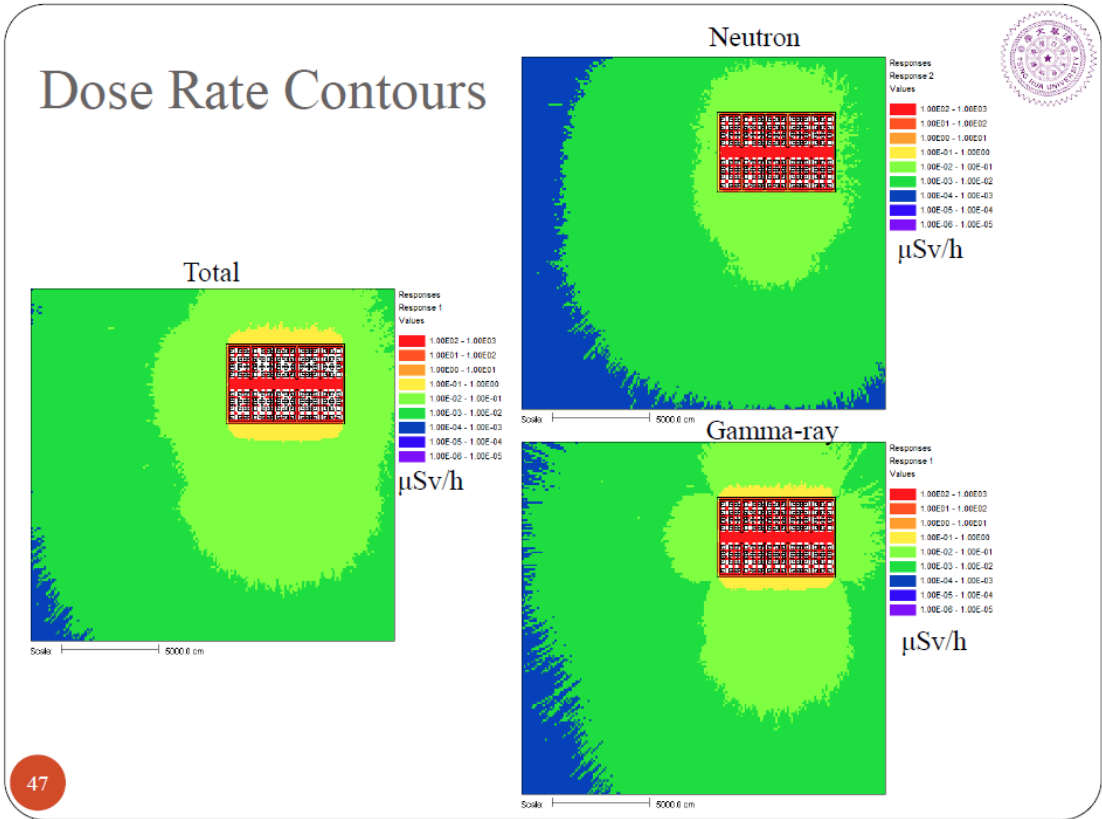 Dose Rate Contours
Neutron
Responses
Response 2
Values
1.00E02 - 1.00E03
1.00E01 - 1.00E02
1.00E00 - 1.00E01
1.00E-01 - 1.00E00
1.00E-02 - 1.00E-01
1.00E-03 - 1.00E-02
1.00E-04 - 1.00E-03
1.00E-05 - 1.00E-04
1.00E-06 - 1.00E-05
μSv/h
Scale: 5000.6 cm
TSING HUA UNIVERSITY
Total
Responses
Response 1
Values
1.00E02 - 1.00E03
1.00E01 - 1.00E02
1.00E00 - 1.00E01
1.00E-01 - 1.00E00
1.00E-02 - 1.00E-01
1.00E-03 - 1.00E-02
1.00E-04 - 1.00E-03
1.00E-05 - 1.00E-04
1.00E-06 - 1.00E-05
μSv/h
Scale: 5000.6 cm
Gamma-ray
Responses
Response 1
Values
1.00E02 - 1.00E03
1.00E01 - 1.00E02
1.00E00 - 1.00E01
1.00E-01 - 1.00E00
1.00E-02 - 1.00E-01
1.00E-03 - 1.00E-02
1.00E-04 - 1.00E-03
1.00E-05 - 1.00E-04
1.00E-06 - 1.00E-05
μSv/h
Scale: 5000.6 cm
47